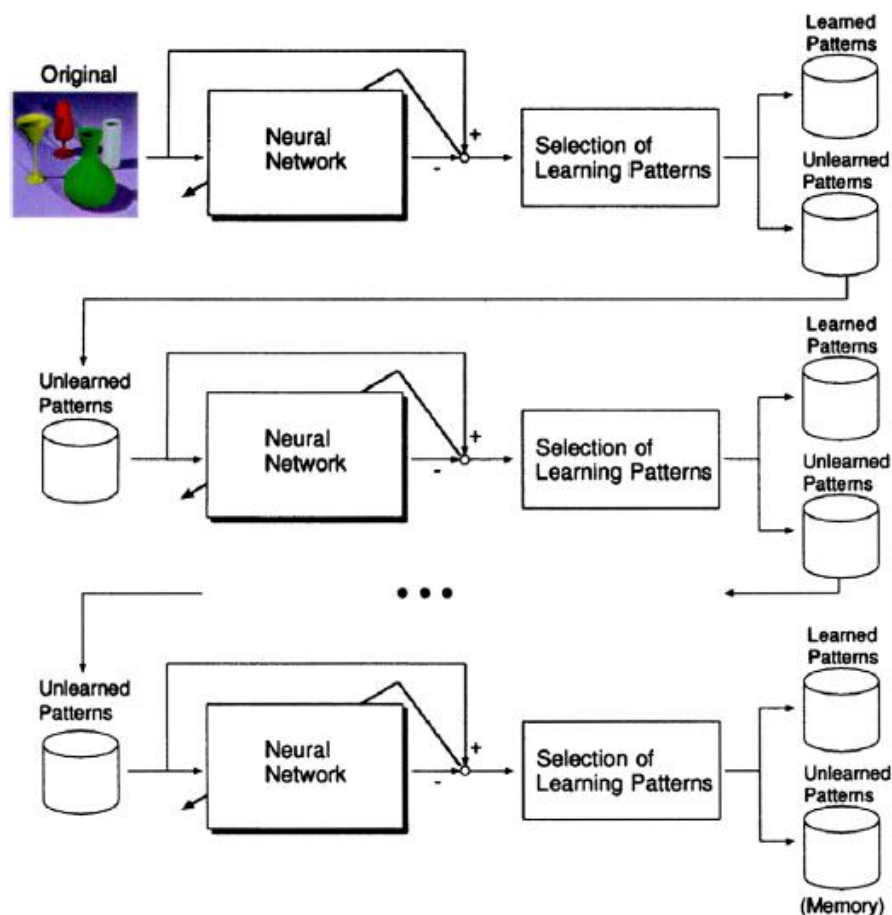 Original
Neural
Network
+
-
Selection of
Learning Patterns
Learned
Patterns
Unlearned
Patterns
Unlearned
Patterns
Neural
Network
+
-
Selection of
Learning Patterns
Learned
Patterns
Unlearned
Patterns
Unlearned
Patterns
Neural
Network
+
-
Selection of
Learning Patterns
Learned
Patterns
Unlearned
Patterns
(Memory)